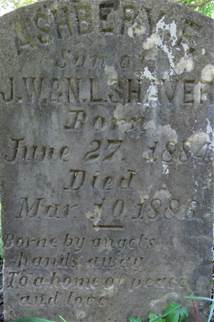 ASHBERY E.
Son of
J.W.&N.L.SHAVER
Born
June 27, 1884
Died
Mar. 10, 1888
Borne by angels
hands away
To a home of peace
and love.